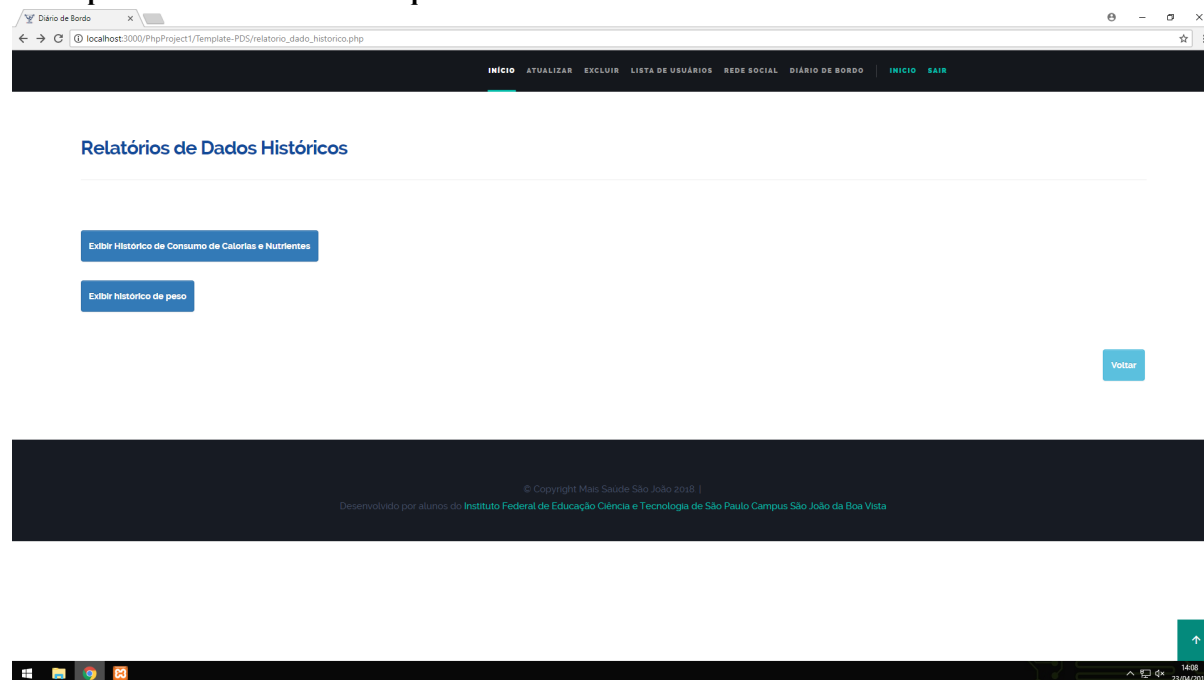 Diário de Bordo
localhost:3000/PhpProject1/Template-PDS/relatorio_dado_historico.php
INÍCIO ATUALIZAR EXCLUIR LISTA DE USUÁRIOS REDE SOCIAL DIÁRIO DE BORDO INICIO SAIR
Relatórios de Dados Históricos
Exibir Histórico de Consumo de Calorias e Nutrientes
Exibir histórico de peso
Voltar
© Copyright Mais Saúde São João 2018 |
Desenvolvido por alunos do Instituto Federal de Educação Ciência e Tecnologia de São Paulo Campus São João da Boa Vista
14:08